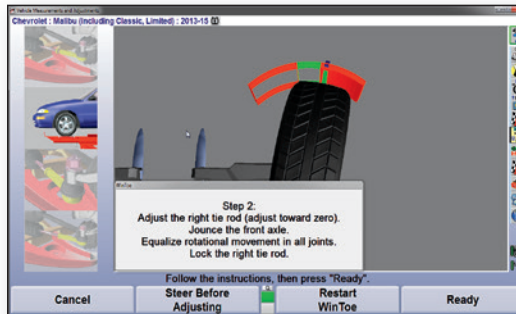 Vehicle Measurements and Adjustments
Chevrolet : Malibu (Including Classic, Limited) : 2013-15
WinToe
Step 2:
Adjust the right tie rod (adjust toward zero).
Jounce the front axle.
Equalize rotational movement in all joints.
Lock the right tie rod.
Follow the instructions, then press "Ready".
Cancel
Steer Before
Adjusting
Restart
WinToe
Ready